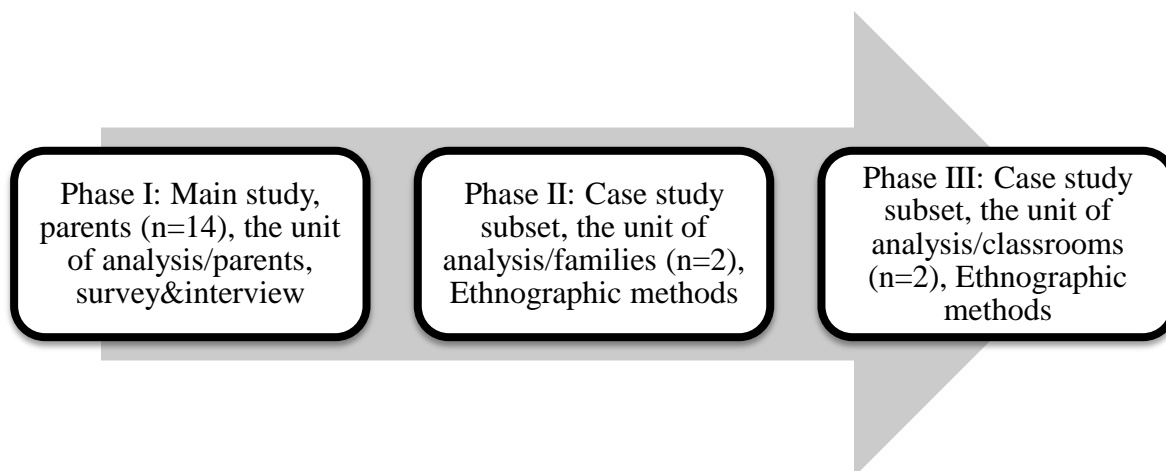 Phase I: Main study,
parents (n=14), the unit
of analysis/parents,
survey&interview
Phase II: Case study
subset, the unit of
analysis/families (n=2),
Ethnographic methods
Phase III: Case study
subset, the unit of
analysis/classrooms
(n=2), Ethnographic
methods